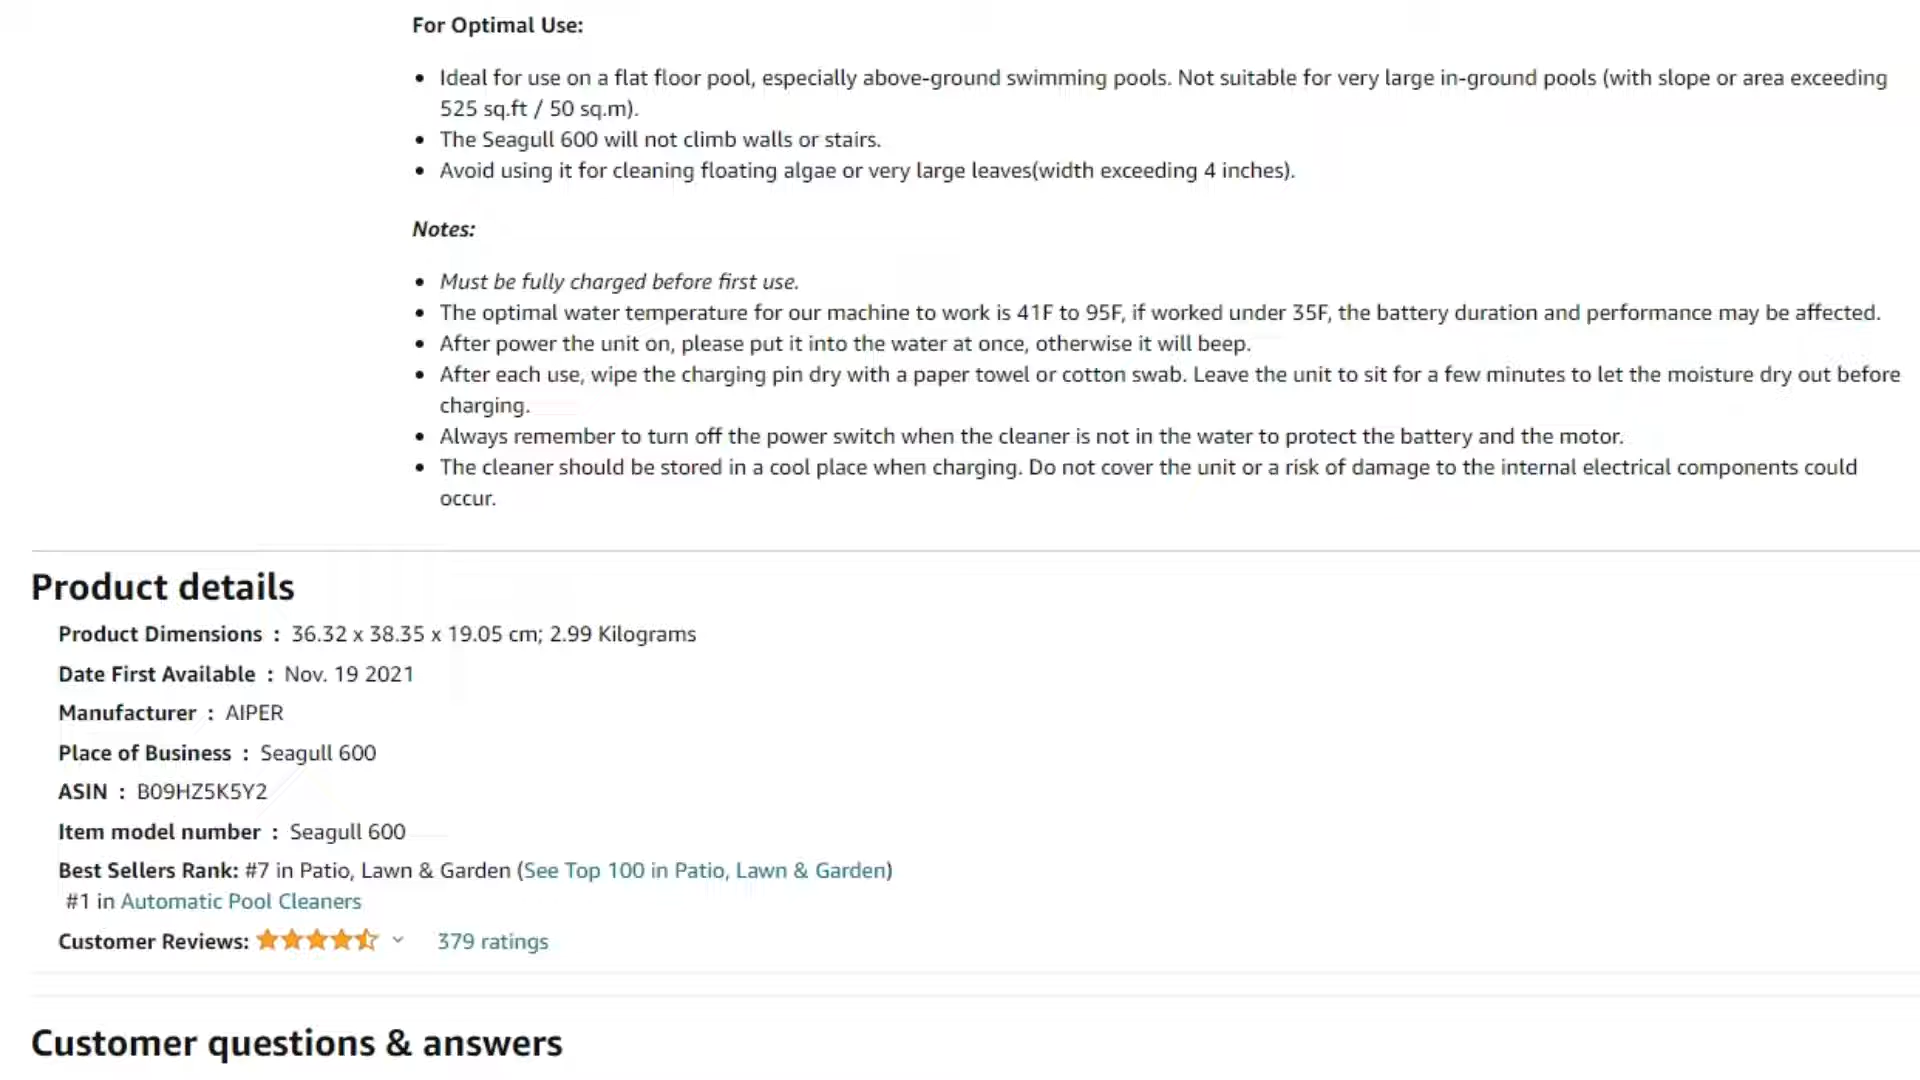 For Optimal Use:
• Ideal for use on a flat floor pool, especially above-ground swimming pools. Not suitable for very large in-ground pools (with slope or area exceeding
525 sq.ft / 50 sq.m).
• The Seagull 600 will not climb walls or stairs.
• Avoid using it for cleaning floating algae or very large leaves(width exceeding 4 inches).
Notes:
• Must be fully charged before first use.
• The optimal water temperature for our machine to work is 41F to 95F, if worked under 35F, the battery duration and performance may be affected.
• After power the unit on, please put it into the water at once, otherwise it will beep.
• After each use, wipe the charging pin dry with a paper towel or cotton swab. Leave the unit to sit for a few minutes to let the moisture dry out before
charging.
• Always remember to turn off the power switch when the cleaner is not in the water to protect the battery and the motor.
• The cleaner should be stored in a cool place when charging. Do not cover the unit or a risk of damage to the internal electrical components could
occur.
Product details
Product Dimensions : 36.32 x 38.35 x 19.05 cm; 2.99 Kilograms
Date First Available : Nov. 19 2021
Manufacturer : AIPER
Place of Business : Seagull 600
ASIN : B09HZ5K5Y2
Item model number : Seagull 600
Best Sellers Rank: #7 in Patio, Lawn & Garden (See Top 100 in Patio, Lawn & Garden)
#1 in Automatic Pool Cleaners
Customer Reviews: 379 ratings
Customer questions & answers